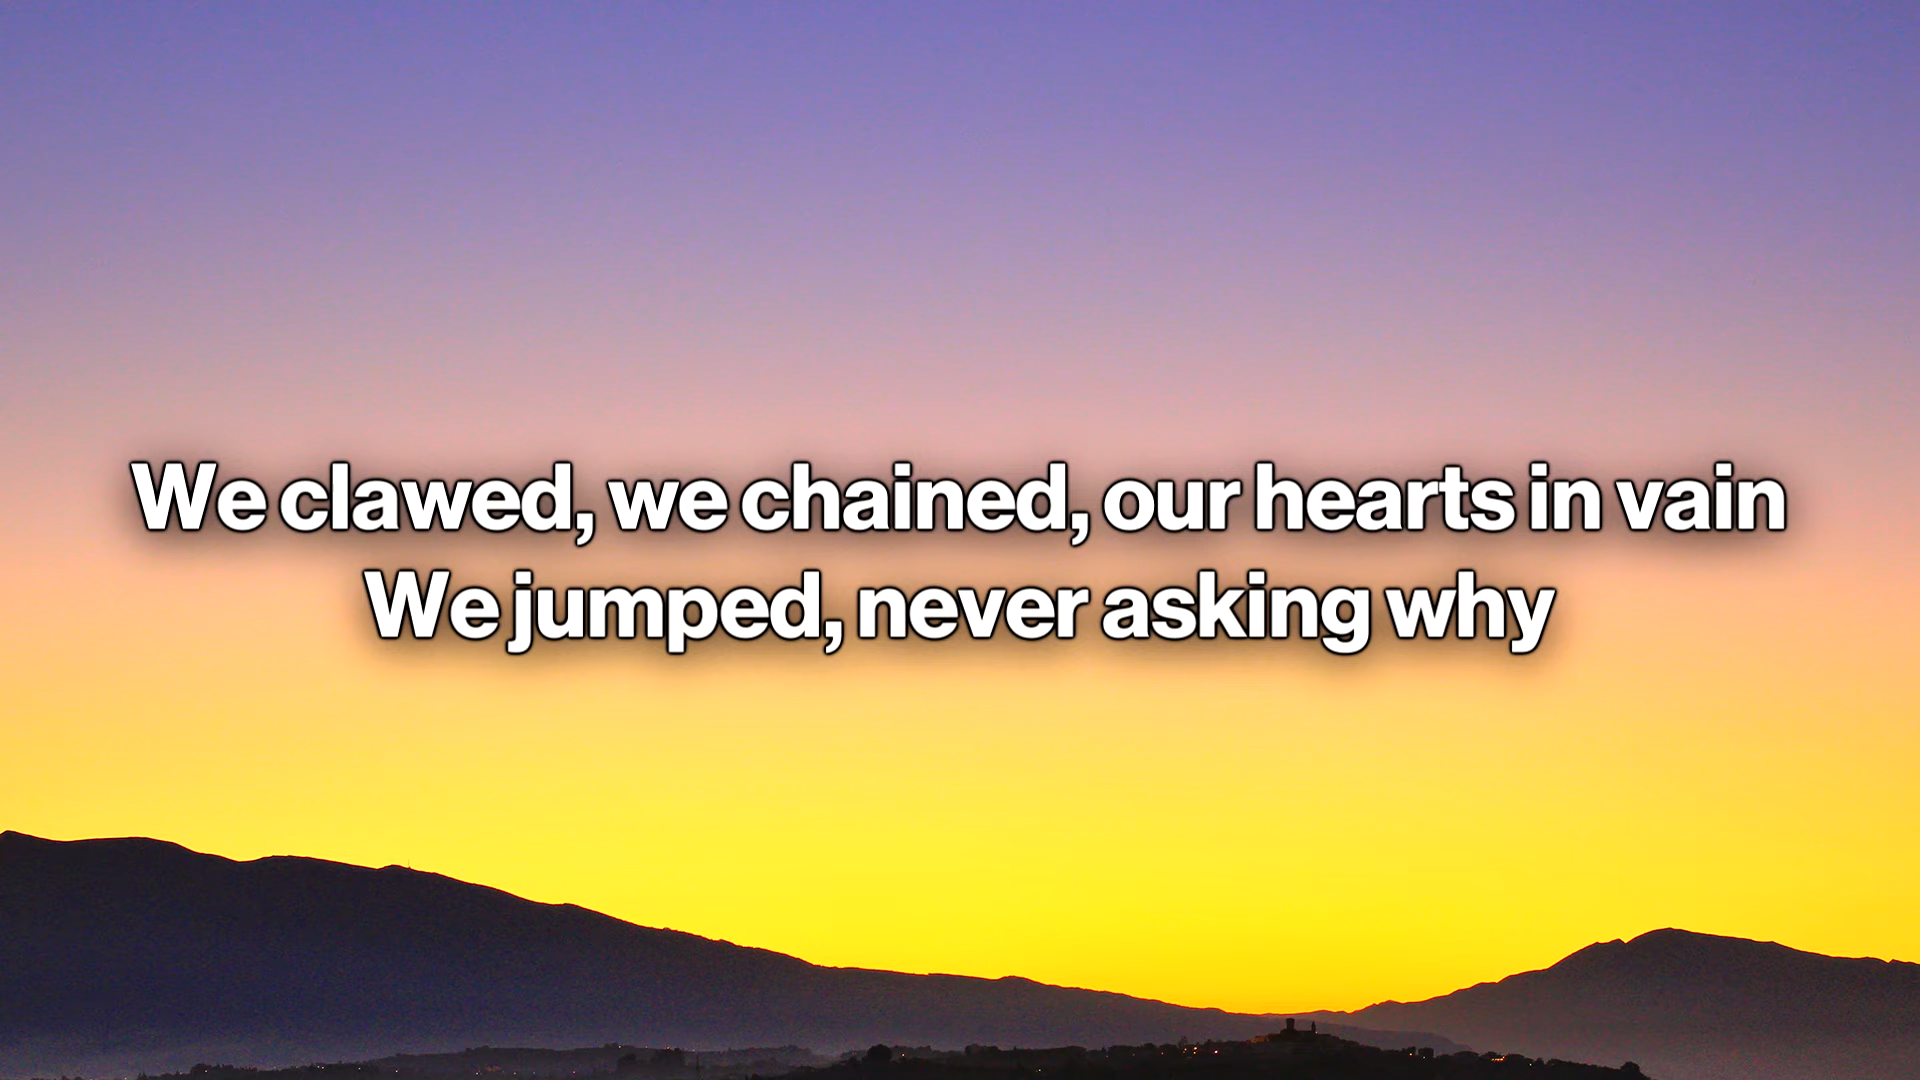 We clawed, we chained, our hearts in vain
We jumped, never asking why